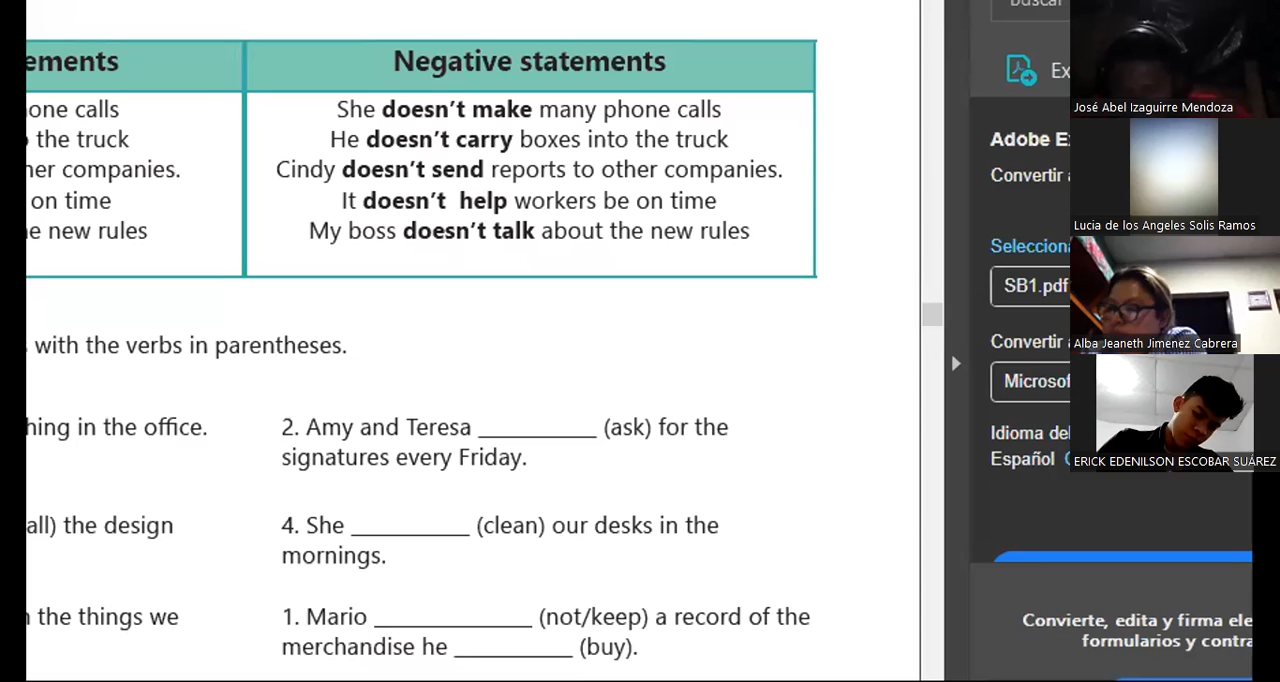 Buscar
ements
Negative statements
Ex
one calls
She doesn't make many phone calls
José Abel Izaguirre Mendoza
the truck
He doesn't carry boxes into the truck
Adobe E
her companies.
Cindy doesn't send reports to other companies.
Convertir
on time
It doesn't help workers be on time
e new rules
My boss doesn't talk about the new rules
Lucia de los Angeles Solis Ramos
Selecciona
SB1.pdf
with the verbs in parentheses.
Convertir
Alba Jeaneth Jimenez Cabrera
Microsof
hing in the office.
2. Amy and Teresa __________ (ask) for the
signatures every Friday.
Idioma del
Español
ERICK EDENILSON ESCOBAR SUÁREZ
all) the design
4. She __________ (clean) our desks in the
mornings.
the things we
1. Mario _____________ (not/keep) a record of the
merchandise he __________ (buy).
Convierte, edita y firma ele
formularios y contra